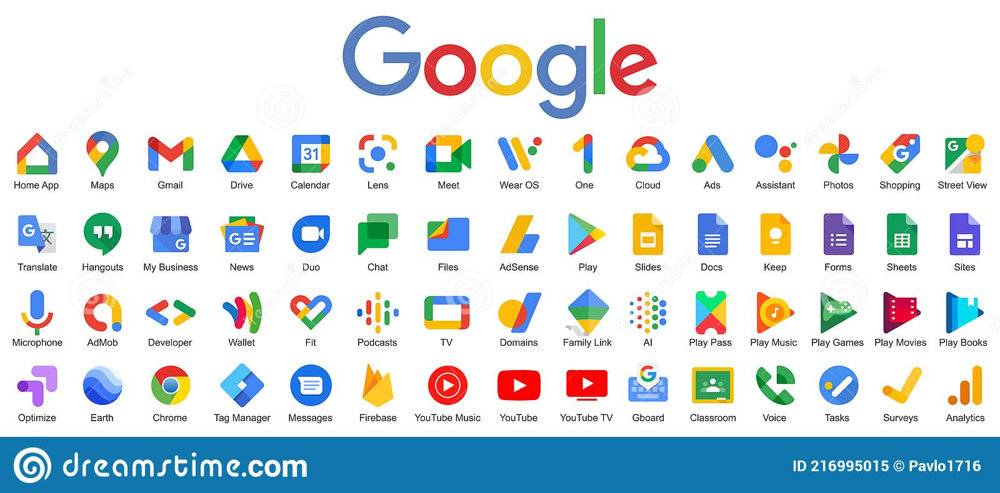 Google
31
G
G
Home App Maps Gmail Drive Calendar Lens Meet Wear OS One Cloud Ads Assistant Photos Shopping Street View
G 文 G G
Translate Hangouts My Business News Duo Chat Files AdSense Play Slides Docs Keep Forms Sheets Sites
Microphone AdMob Developer Wallet Fit Podcasts TV Domains Family Link AI Play Pass Play Music Play Games Play Movies Play Books
G
Optimize Earth Chrome Tag Manager Messages Firebase YouTube Music YouTube YouTube TV Gboard Classroom Voice Tasks Surveys Analytics
dreamstime.com
ID 216995015 © Pavlo1716